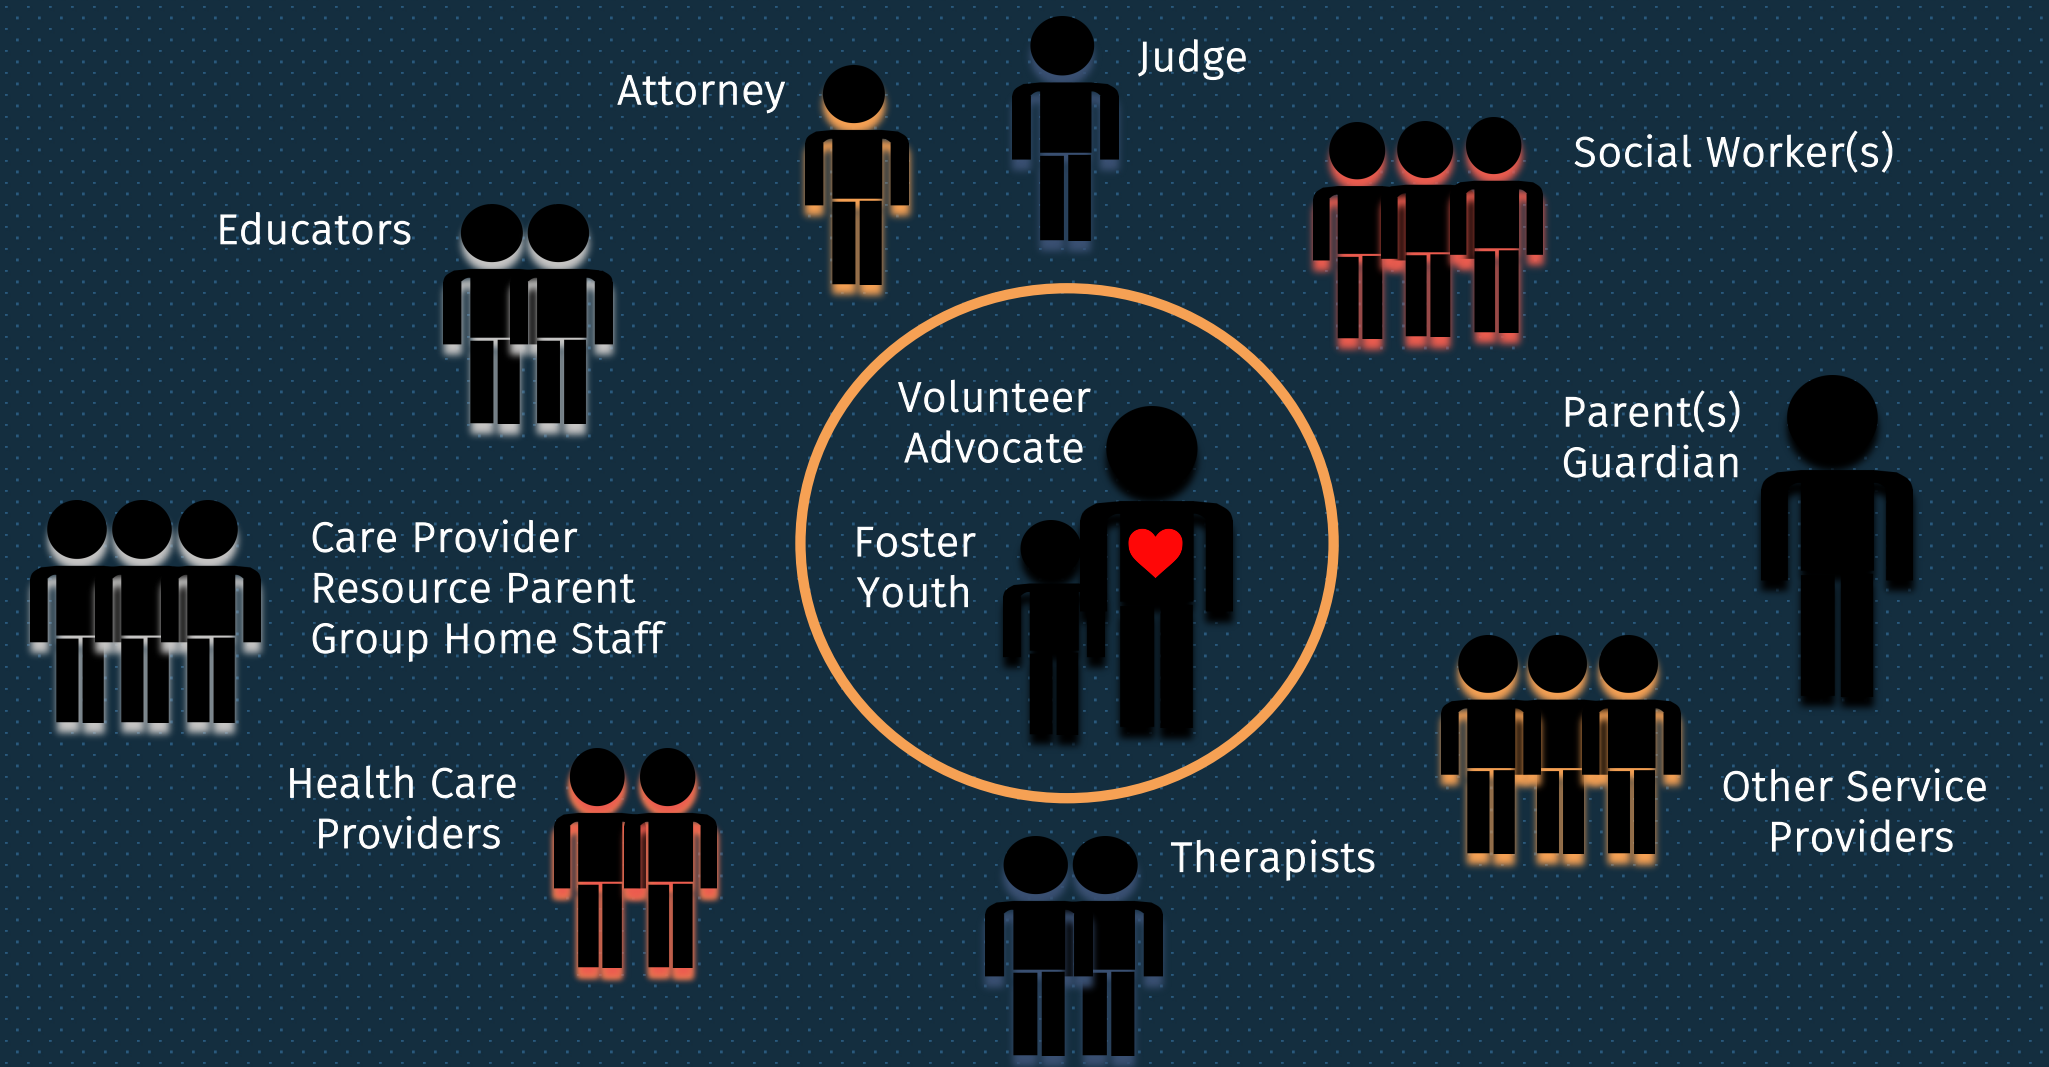 Judge
Attorney
Social Worker(s)
Educators
Volunteer
Advocate
Parent(s)
Guardian
Foster
Youth
Care Provider
Resource Parent
Group Home Staff
Health Care
Providers
Other Service
Providers
Therapists